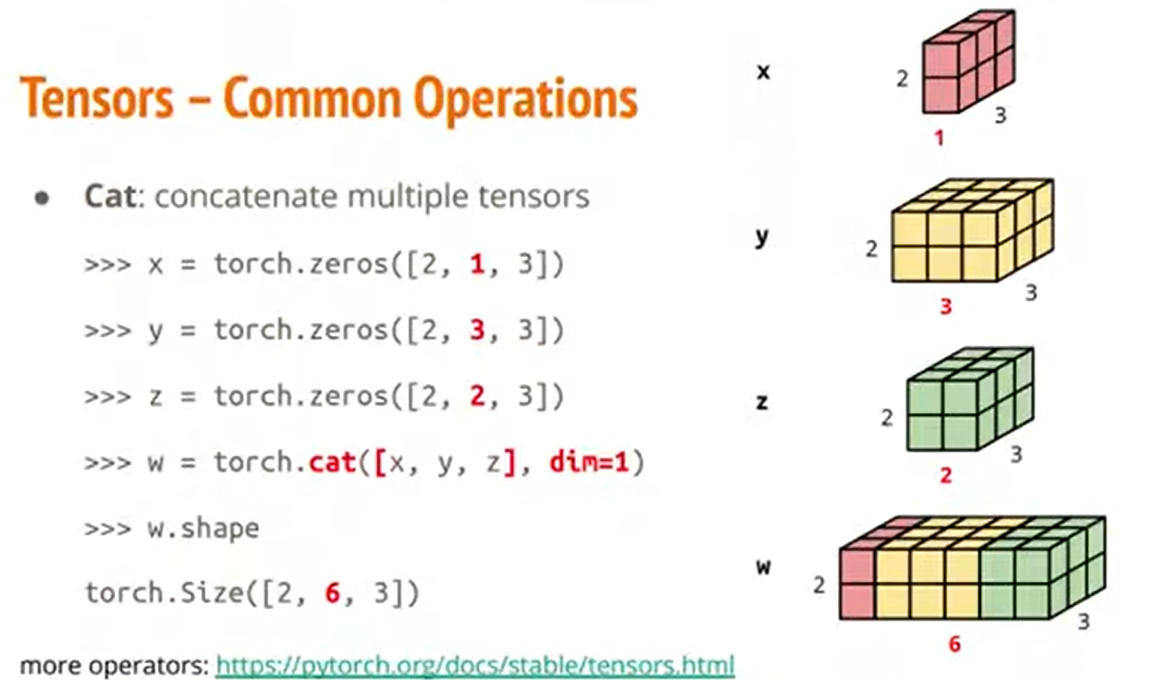 Tensors – Common Operations
● Cat: concatenate multiple tensors
>>> x = torch.zeros([2, 1, 3])
>>> y = torch.zeros([2, 3, 3])
>>> z = torch.zeros([2, 2, 3])
>>> w = torch.cat([x, y, z], dim=1)
>>> w.shape
torch.Size([2, 6, 3])
more operators: https://pytorch.org/docs/stable/tensors.html
x
2
3
1
y
2
3
3
z
2
3
2
w
2
3
6